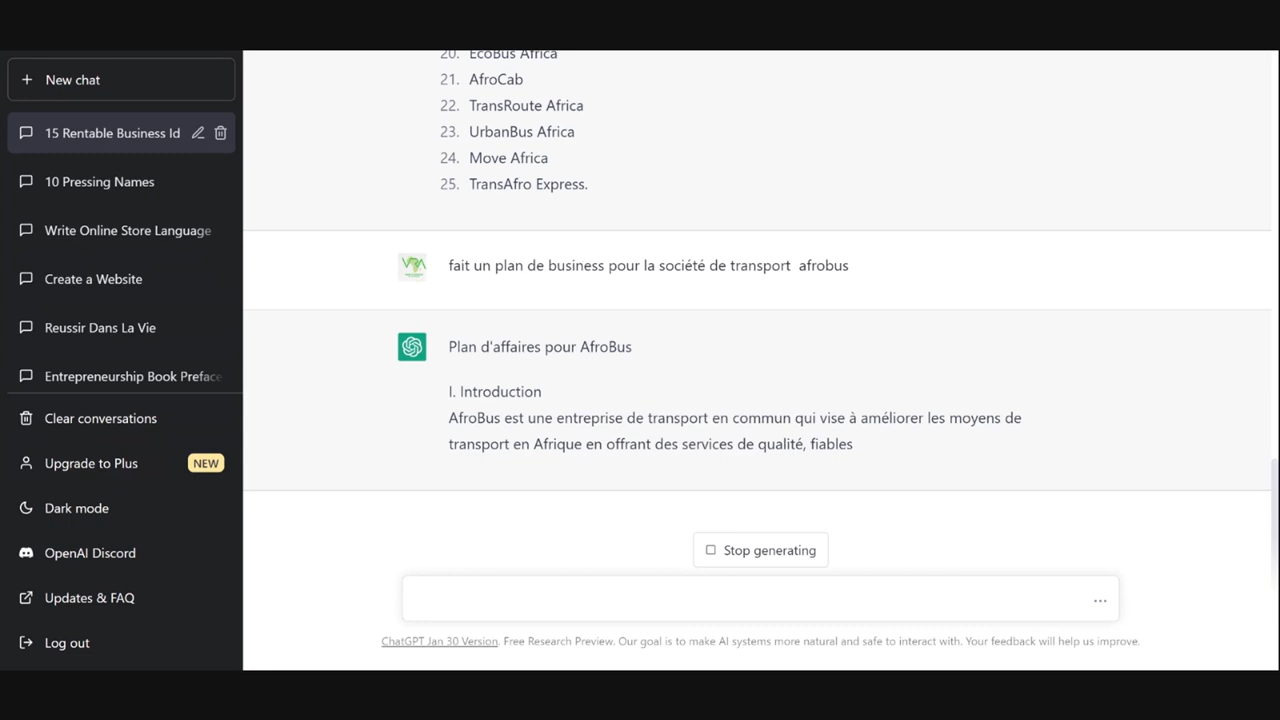 New chat
15 Rentable Business Id
10 Pressing Names
Write Online Store Language
Create a Website
Reussir Dans La Vie
Entrepreneurship Book Preface
Clear conversations
Upgrade to Plus NEW
Dark mode
OpenAI Discord
Updates & FAQ
Log out
20. EcoBus Africa
21. AfroCab
22. TransRoute Africa
23. UrbanBus Africa
24. Move Africa
25. TransAfro Express.
fait un plan de business pour la société de transport afrobus
Plan d'affaires pour AfroBus
I. Introduction
AfroBus est une entreprise de transport en commun qui vise à améliorer les moyens de
transport en Afrique en offrant des services de qualité, fiables
Stop generating
ChatGPT Jan 30 Version. Free Research Preview. Our goal is to make AI systems more natural and safe to interact with. Your feedback will help us improve.